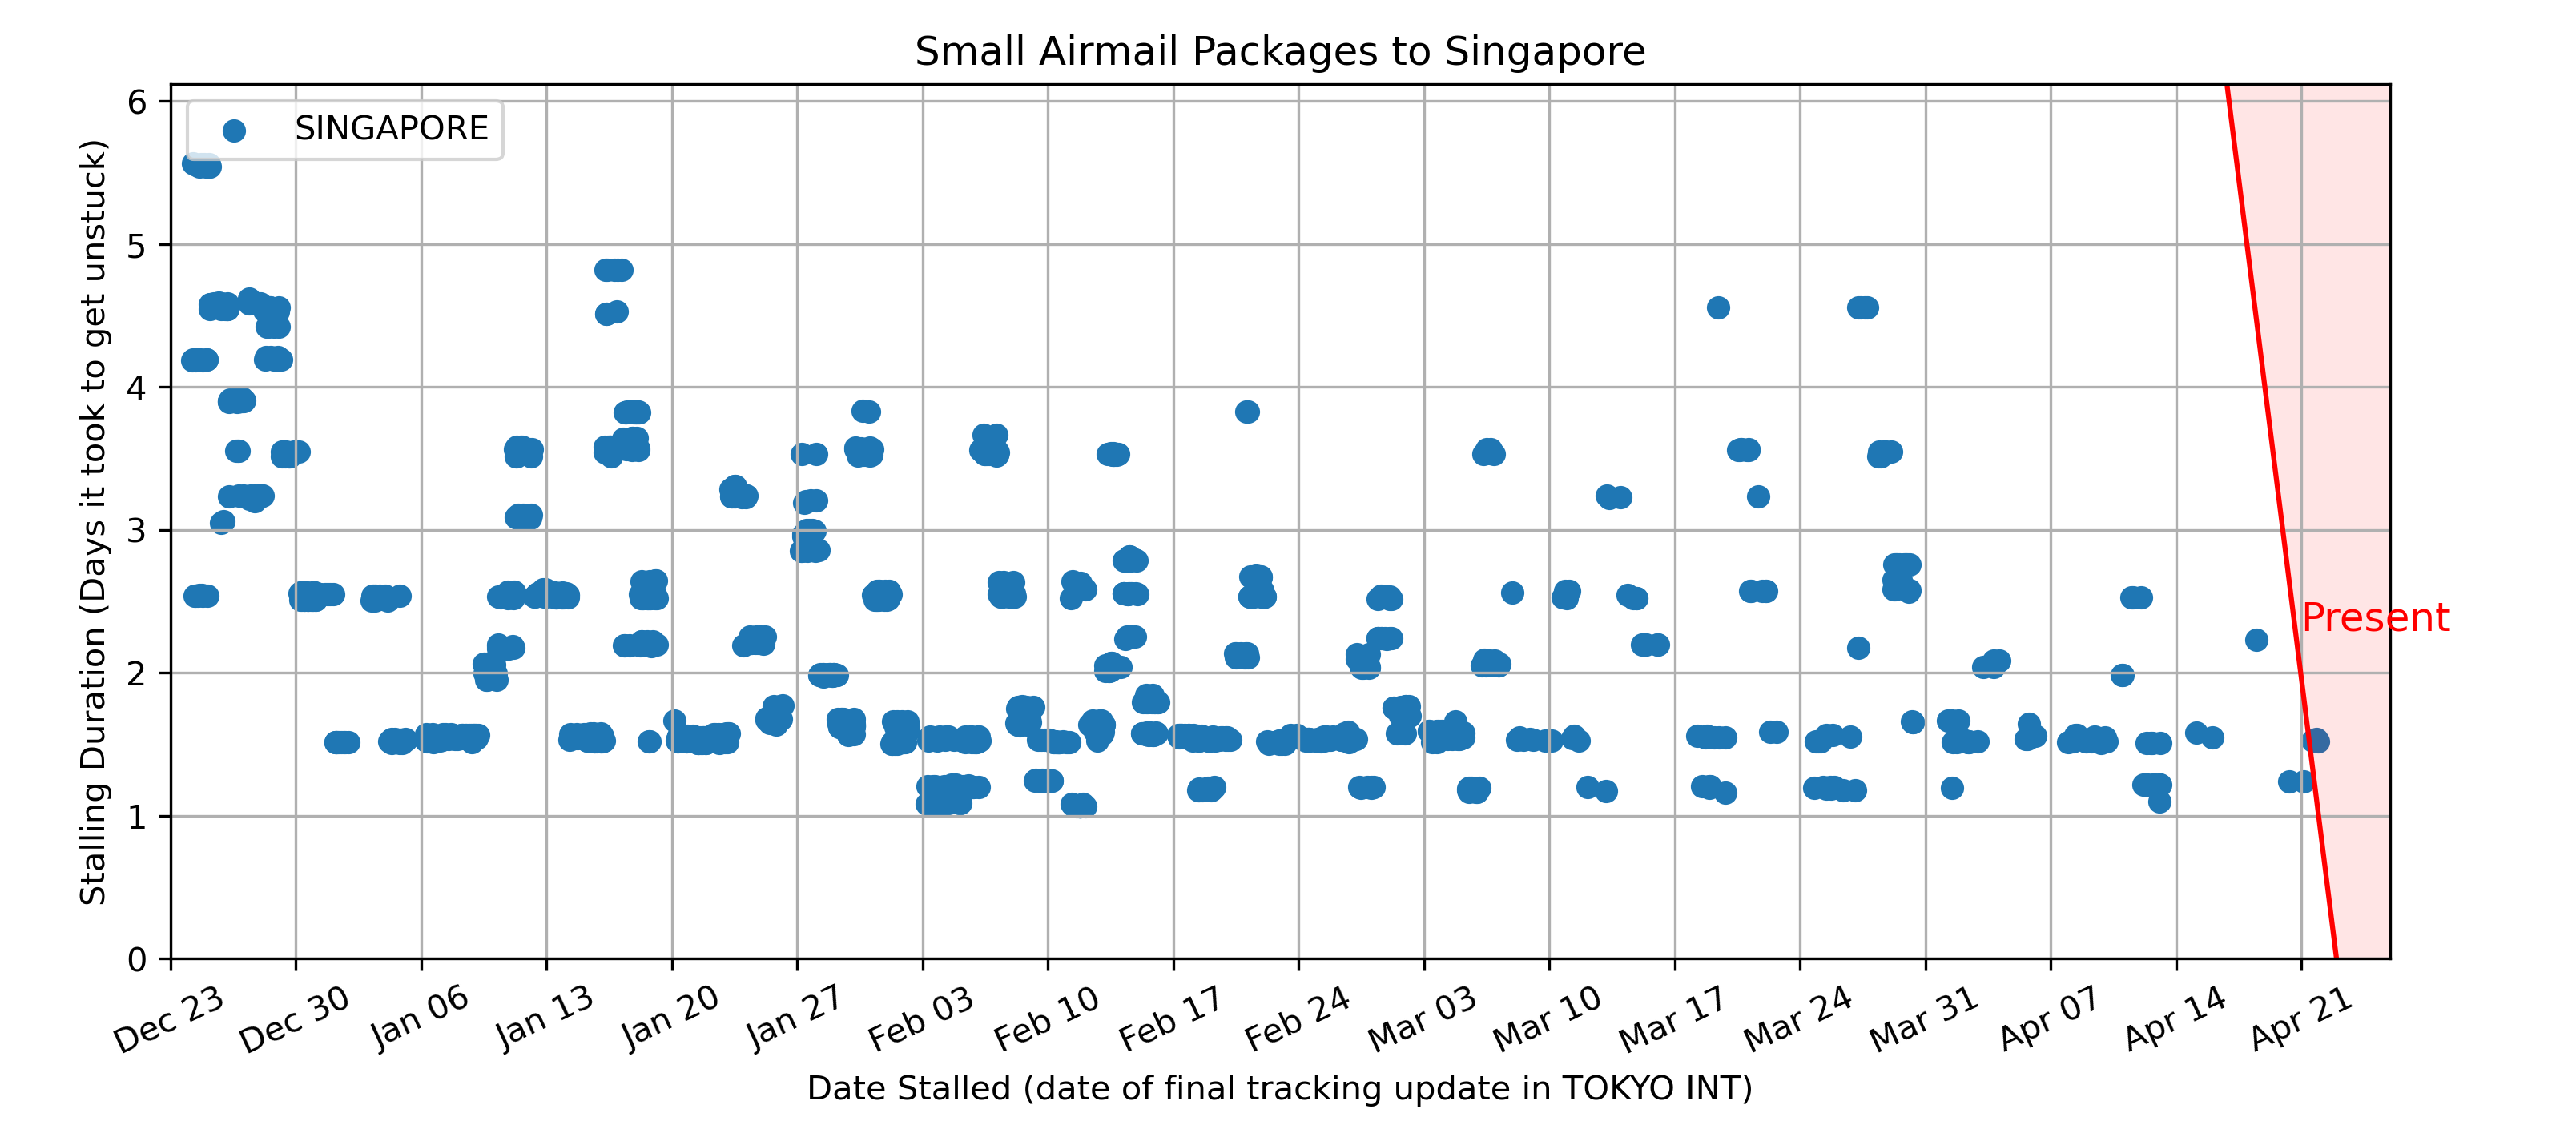 Small Airmail Packages to Singapore
SINGAPORE
Stalling Duration (Days it took to get unstuck)
6
5
4
3
2
1
0
Present
Dec 23 Dec 30 Jan 06 Jan 13 Jan 20 Jan 27 Feb 03 Feb 10 Feb 17 Feb 24 Mar 03 Mar 10 Mar 17 Mar 24 Mar 31 Apr 07 Apr 14 Apr 21
Date Stalled (date of final tracking update in TOKYO INT)